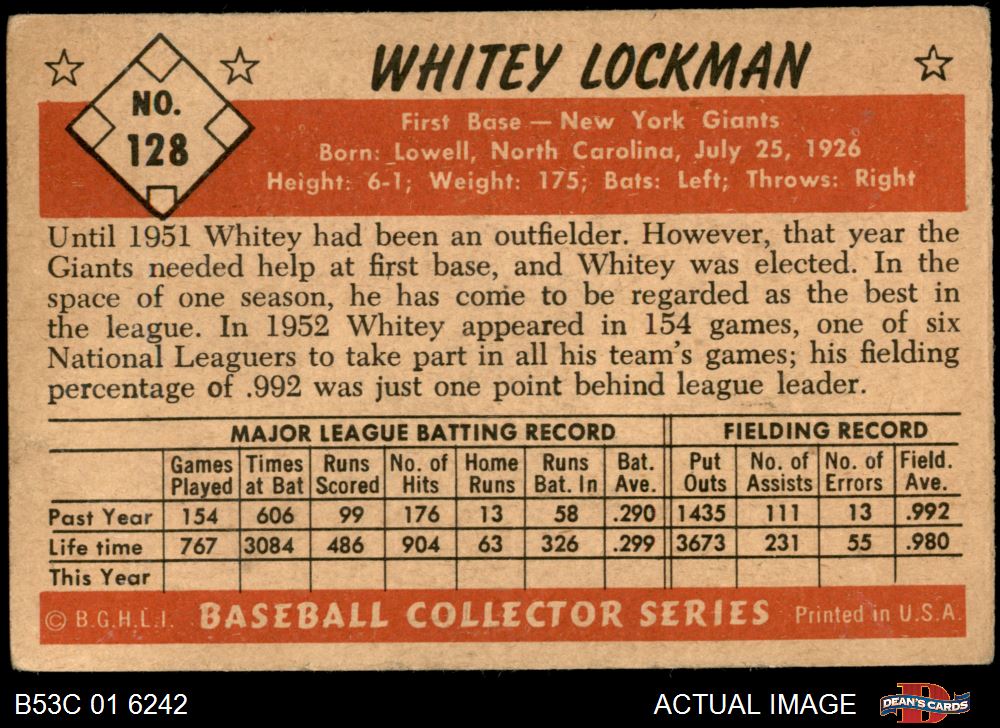 WHITEY LOCKMAN
NO.
128
First Base — New York Giants
Born: Lowell, North Carolina, July 25, 1926
Height: 6-1; Weight: 175; Bats: Left; Throws: Right
Until 1951 Whitey had been an outfielder. However, that year the
Giants needed help at first base, and Whitey was elected. In the
space of one season, he has come to be regarded as the best in
the league. In 1952 Whitey appeared in 154 games, one of six
National Leaguers to take part in all his team's games; his fielding
percentage of .992 was just one point behind league leader.
MAJOR LEAGUE BATTING RECORD FIELDING RECORD
Games Times Runs No. of Home Runs Bat. Put No. of No. of Field.
Played at Bat Scored Hits Runs Bat. In Ave. Outs Assists Errors Ave.
Past Year 154 606 99 176 13 58 .290 1435 111 13 .992
Life time 767 3084 486 904 63 326 .299 3673 231 55 .980
This Year
© B.G.H.L.I. BASEBALL COLLECTOR SERIES Printed in U.S.A.
B53C 01 6242 ACTUAL IMAGE DEAN'S CARDS